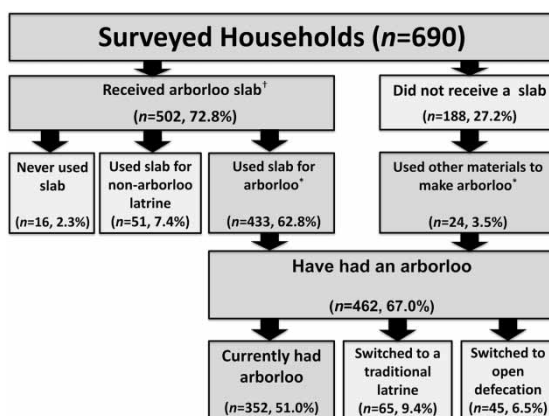 Surveyed Households (n=690)
Received arborloo slab†
(n=502, 72.8%)
Did not receive a slab
(n=188, 27.2%)
Never used
slab
(n=16, 2.3%)
Used slab for
non-arborloo
latrine
(n=51, 7.4%)
Used slab for
arborloo*
(n=433, 62.8%)
Used other materials to
make arborloo*
(n=24, 3.5%)
Have had an arborloo
(n=462, 67.0%)
Currently had
arborloo
(n=352, 51.0%)
Switched to a
traditional
latrine
(n=65, 9.4%)
Switched to
open
defecation
(n=45, 6.5%)